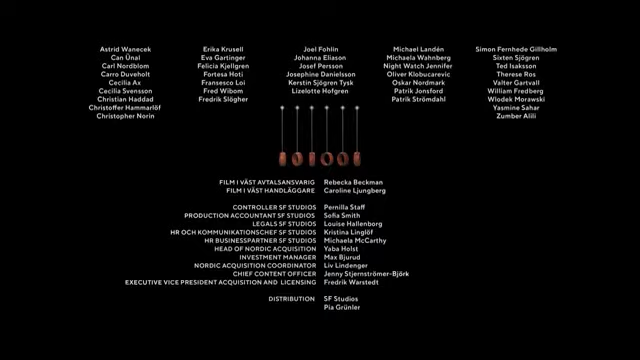 Astrid Wanecek
Can Ünal
Carl Nordblom
Carro Duveholt
Cecilia Ax
Cecilia Svensson
Christian Haddad
Christoffer Hammarlöf
Christopher Norin
Erika Krusell
Eva Gartinger
Felicia Kjellgren
Fortesa Hoti
Fransesco Loi
Fred Wibom
Fredrik Slögher
Joel Fohlin
Johanna Eliason
Josef Persson
Josephine Danielsson
Kerstin Sjögren Tysk
Lizelotte Hofgren
Michael Landén
Michaela Wahnberg
Night Watch Jennifer
Oliver Klobucarevic
Oskar Nordmark
Patrik Jonsford
Patrik Strömdahl
Simon Fernhede Gillholm
Sixten Sjögren
Ted Isaksson
Therese Ros
Valter Gartvall
William Fredberg
Wlodek Morawski
Yasmine Sahar
Zumber Alili
FILM I VÄST AVTALSANSVARIG Rebecka Beckman
FILM I VÄST HANDLÄGGARE Caroline Ljungberg
CONTROLLER SF STUDIOS Pernilla Staff
PRODUCTION ACCOUNTANT SF STUDIOS Sofia Smith
LEGALS SF STUDIOS Louise Hallenborg
HR OCH KOMMUNIKATIONSCHEF SF STUDIOS Kristina Linglöf
HR BUSINESSPARTNER SF STUDIOS Michaela McCarthy
HEAD OF NORDIC ACQUISITION Yaba Holst
INVESTMENT MANAGER Max Bjurud
NORDIC ACQUISITION COORDINATOR Liv Lindenger
CHIEF CONTENT OFFICER Jenny Stjernströmer-Björk
EXECUTIVE VICE PRESIDENT ACQUISITION AND LICENSING Fredrik Warstedt
DISTRIBUTION SF Studios
Pia Grünler